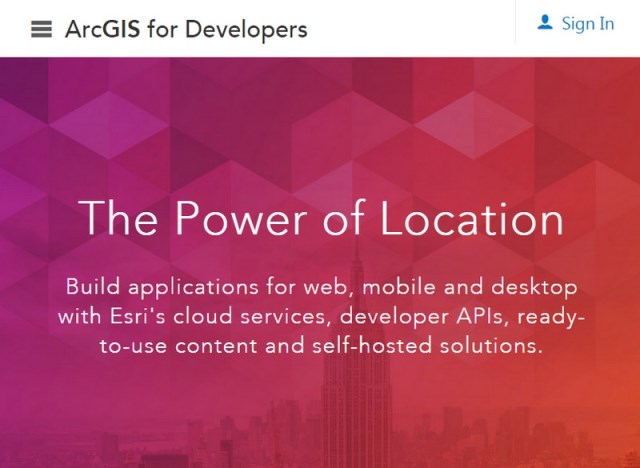 ArcGIS for Developers
Sign In
The Power of Location
Build applications for web, mobile and desktop
with Esri's cloud services, developer APIs, ready-
to-use content and self-hosted solutions.